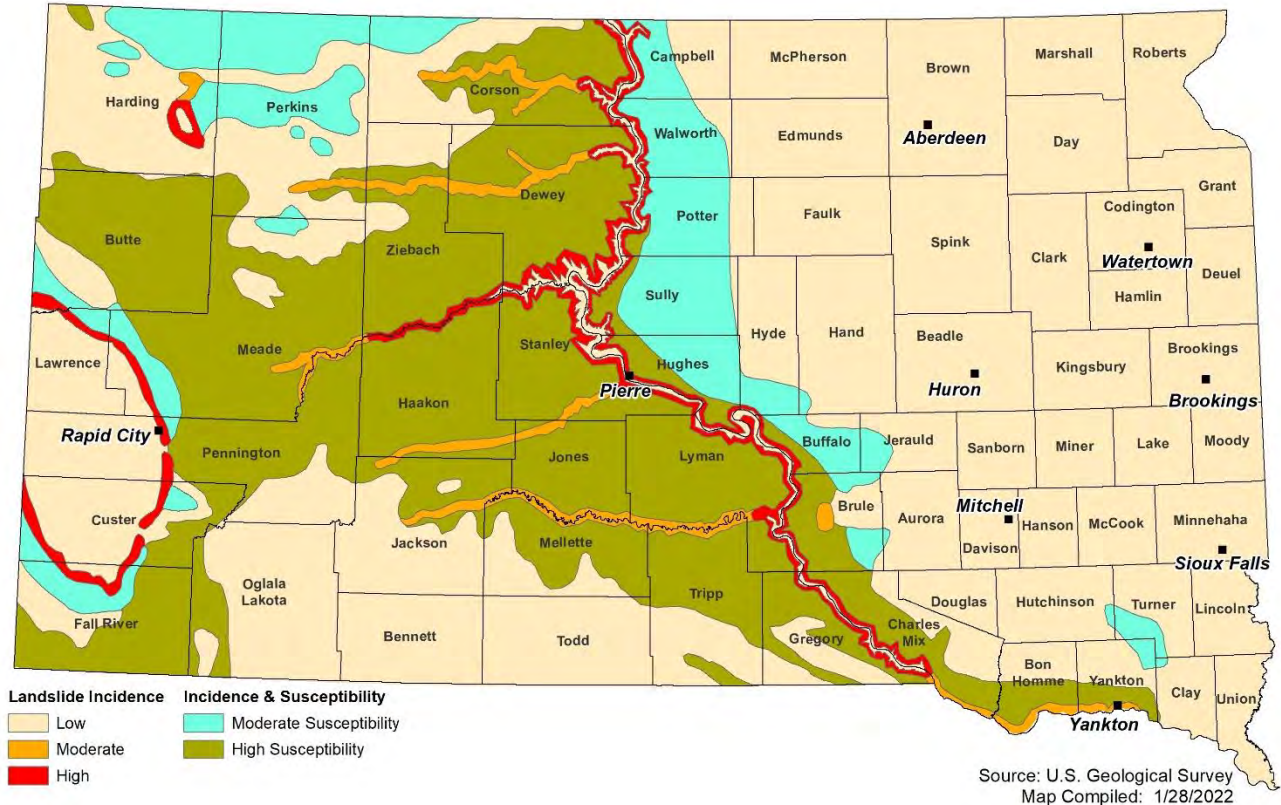 Campbell
McPherson
Brown
Marshall
Roberts
Harding
Perkins
Corson
Walworth
Edmunds
Aberdeen
Day
Grant
Butte
Ziebach
Dewey
Potter
Faulk
Spink
Clark
Codington
Watertown
Hamlin
Deuel
Lawrence
Meade
Haakon
Stanley
Sully
Hughes
Pierre
Hyde
Hand
Beadle
Huron
Kingsbury
Brookings
Brookings
Rapid City
Pennington
Jones
Lyman
Buffalo
Jerauld
Sanborn
Miner
Lake
Moody
Custer
Jackson
Mellette
Brule
Aurora
Mitchell
Davison
Hanson
McCook
Minnehaha
Sioux Falls
Fall River
Oglala
Lakota
Bennett
Todd
Tripp
Gregory
Charles
Mix
Douglas
Hutchinson
Turner
Lincoln
Bon
Homme
Yankton
Yankton
Clay
Union
Landslide Incidence
Low
Moderate
High
Incidence & Susceptibility
Moderate Susceptibility
High Susceptibility
Source: U.S. Geological Survey
Map Compiled: 1/28/2022